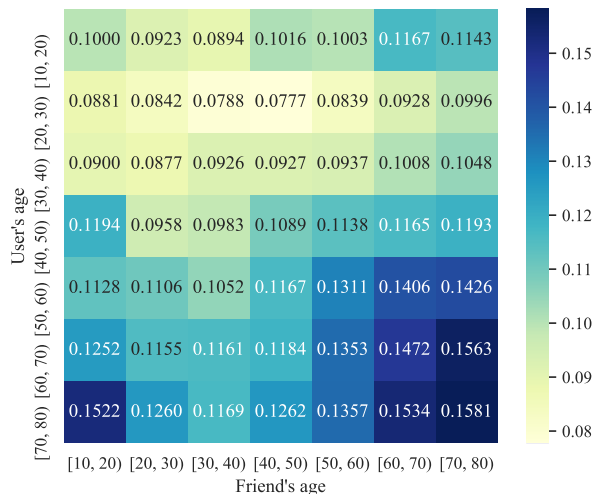 User's age
[10, 20) 0.1000 0.0923 0.0894 0.1016 0.1003 0.1167 0.1143
[20, 30) 0.0881 0.0842 0.0788 0.0777 0.0839 0.0928 0.0996
[30, 40) 0.0900 0.0877 0.0926 0.0927 0.0937 0.1008 0.1048
[40, 50) 0.1194 0.0958 0.0983 0.1089 0.1138 0.1165 0.1193
[50, 60) 0.1128 0.1106 0.1052 0.1167 0.1311 0.1406 0.1426
[60, 70) 0.1252 0.1155 0.1161 0.1184 0.1353 0.1472 0.1563
[70, 80) 0.1522 0.1260 0.1169 0.1262 0.1357 0.1534 0.1581
[10, 20) [20, 30) [30, 40) [40, 50) [50, 60) [60, 70) [70, 80)
Friend's age
0.15
0.14
0.13
0.12
0.11
0.10
0.09
0.08